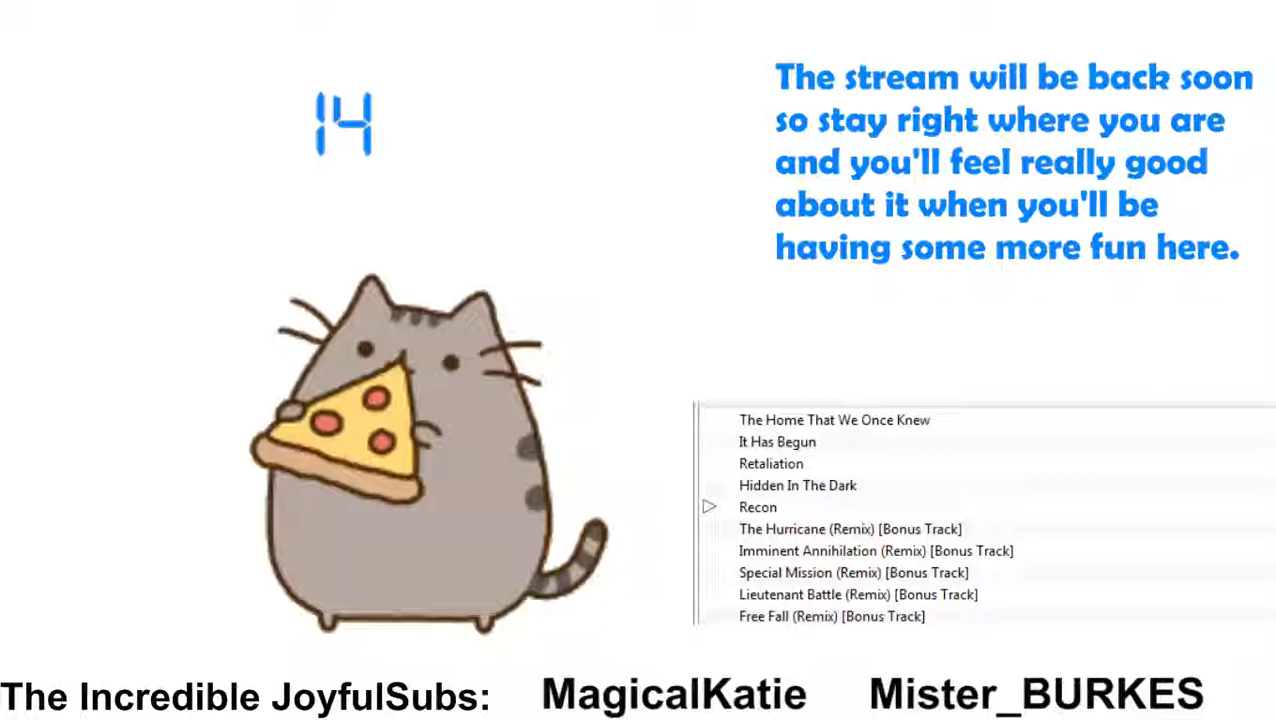 14
The stream will be back soon
so stay right where you are
and you'll feel really good
about it when you'll be
having some more fun here.
The Home That We Once Knew
It Has Begun
Retaliation
Hidden In The Dark
Recon
The Hurricane (Remix) [Bonus Track]
Imminent Annihilation (Remix) [Bonus Track]
Special Mission (Remix) [Bonus Track]
Lieutenant Battle (Remix) [Bonus Track]
Free Fall (Remix) [Bonus Track]
The Incredible JoyfulSubs: MagicalKatie Mister_BURKES